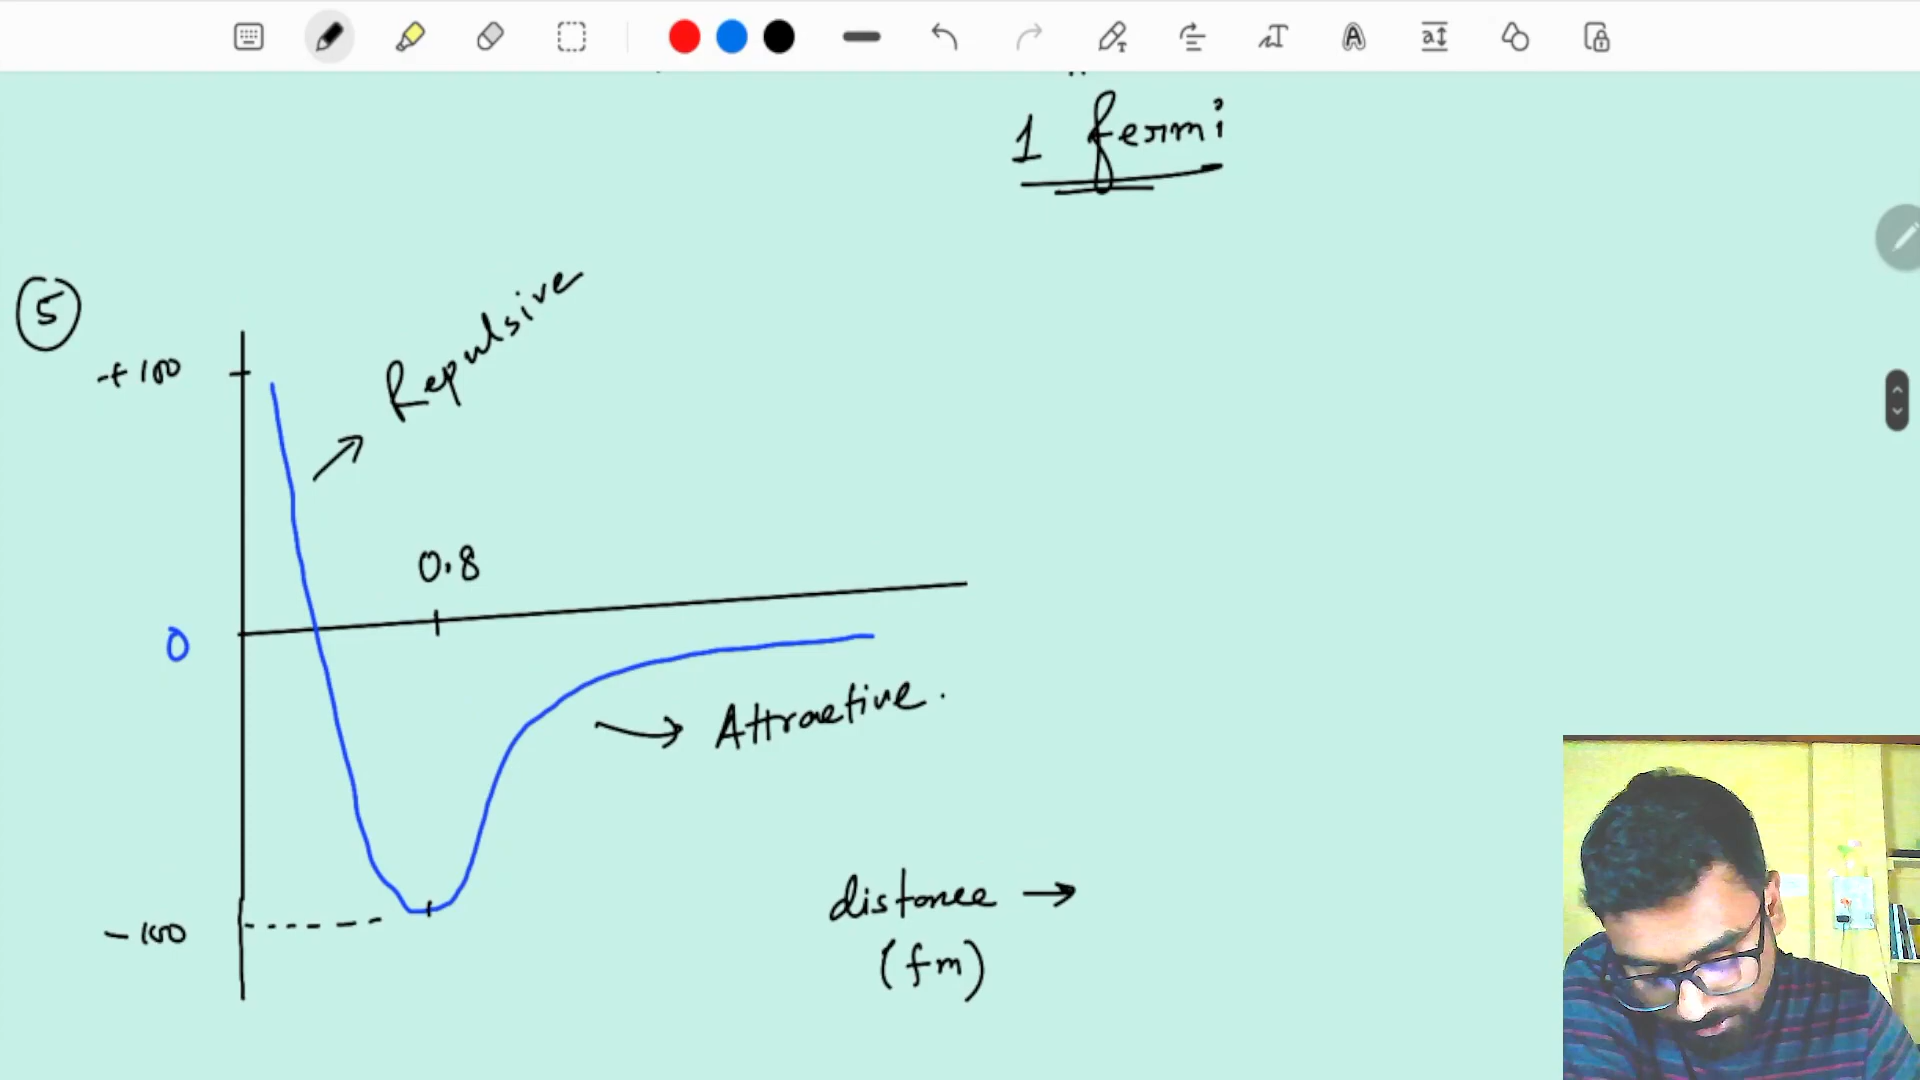 1 fermi
5
Repulsive
+100
0.8
0
Attractive.
distance →
(fm)
-100